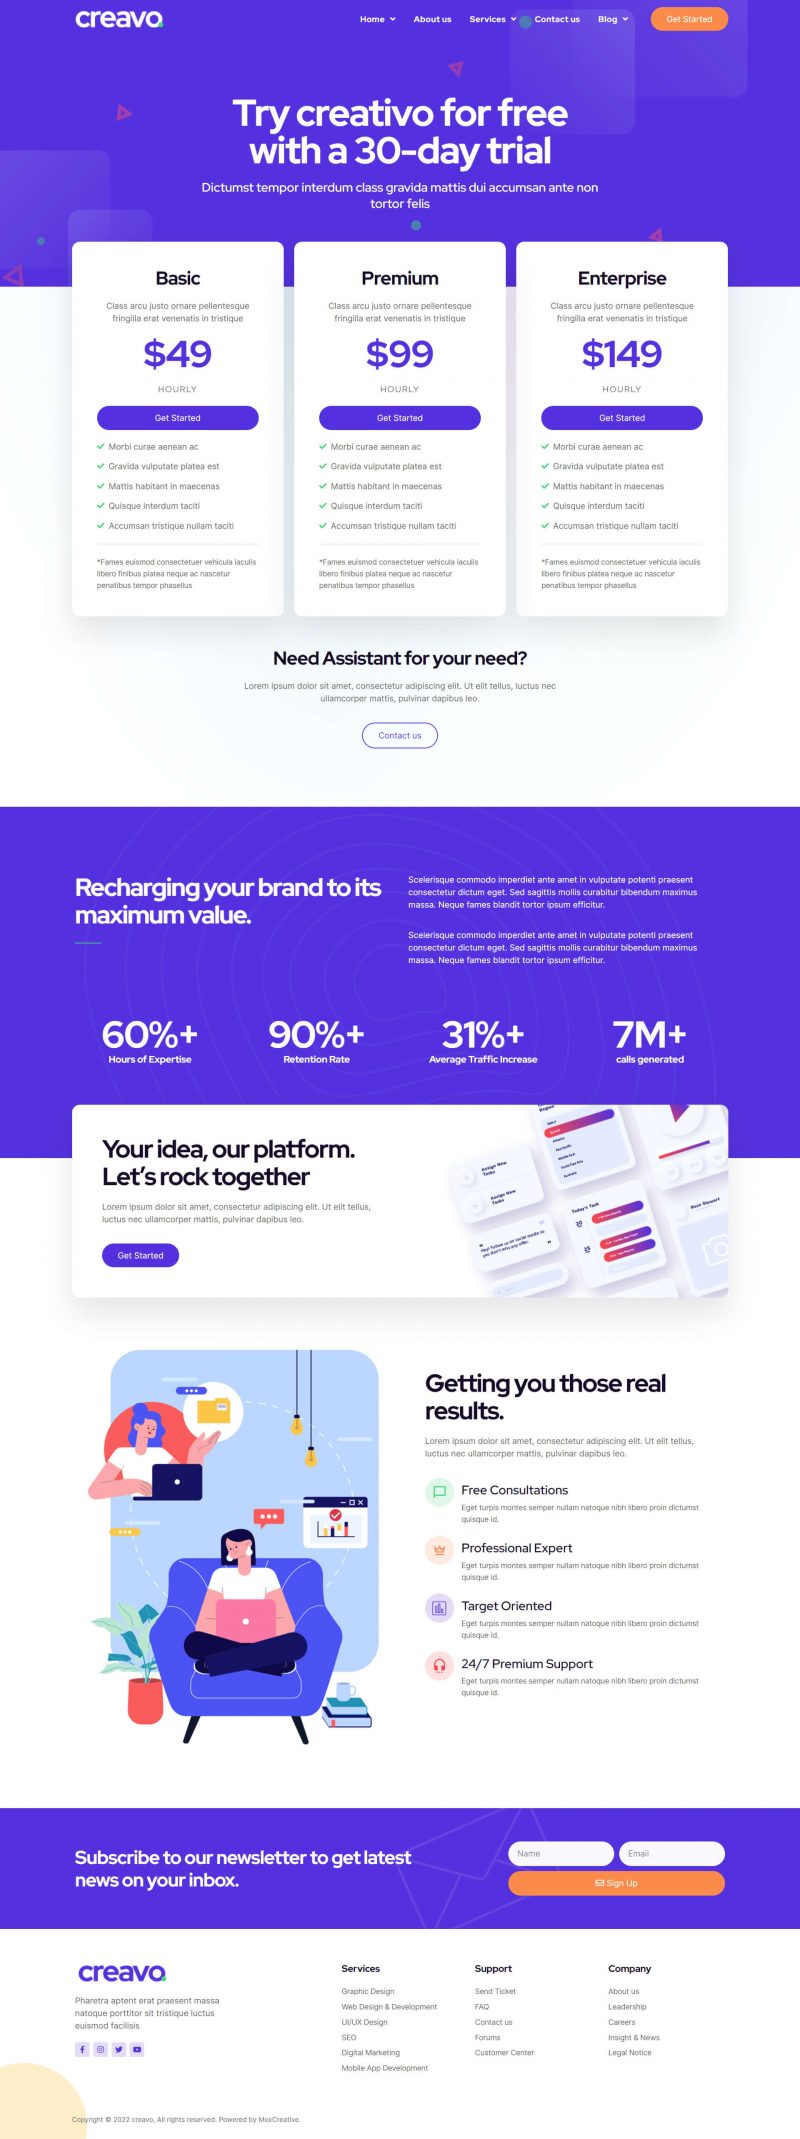 creavo
Home About us Services Contact us Blog Get Started
Try creativo for free
with a 30-day trial
Dictumst tempor interdum class gravida mattis dui accumsan ante non
tortor felis
Basic
Class arcu justo ornare pellentesque
fringilla erat venenatis in tristique
$49
HOURLY
Get Started
Morbi curae aenean ac
Gravida vulputate platea est
Mattis habitant in maecenas
Quisque interdum taciti
Accumsan tristique nullam taciti
*Fames euismod consectetuer vehicula iaculis
libero finibus platea neque ac nascetur
penatibus tempor phasellus
Premium
Class arcu justo ornare pellentesque
fringilla erat venenatis in tristique
$99
HOURLY
Get Started
Morbi curae aenean ac
Gravida vulputate platea est
Mattis habitant in maecenas
Quisque interdum taciti
Accumsan tristique nullam taciti
*Fames euismod consectetuer vehicula iaculis
libero finibus platea neque ac nascetur
penatibus tempor phasellus
Enterprise
Class arcu justo ornare pellentesque
fringilla erat venenatis in tristique
$149
HOURLY
Get Started
Morbi curae aenean ac
Gravida vulputate platea est
Mattis habitant in maecenas
Quisque interdum taciti
Accumsan tristique nullam taciti
*Fames euismod consectetuer vehicula iaculis
libero finibus platea neque ac nascetur
penatibus tempor phasellus
Need Assistant for your need?
Lorem ipsum dolor sit amet, consectetur adipiscing elit. Ut elit tellus, luctus nec
ullamcorper mattis, pulvinar dapibus leo.
Contact us
Recharging your brand to its
maximum value.
Scelerisque commodo imperdiet ante amet in vulputate potenti praesent
consectetur dictum eget. Sed sagittis mollis curabitur bibendum maximus
massa. Neque fames blandit tortor ipsum efficitur.
Scelerisque commodo imperdiet ante amet in vulputate potenti praesent
consectetur dictum eget. Sed sagittis mollis curabitur bibendum maximus
massa. Neque fames blandit tortor ipsum efficitur.
60%+
Hours of Expertise
90%+
Retention Rate
31%+
Average Traffic Increase
7M+
calls generated
Your idea, our platform.
Let's rock together
Lorem ipsum dolor sit amet, consectetur adipiscing elit. Ut elit tellus,
luctus nec ullamcorper mattis, pulvinar dapibus leo.
Get Started
Region
Assign New
Tasks
Assign New
Tasks
Today's Task
Hey! Follow us on social media so
you don't miss any offer.
Rose Stewart
Getting you those real
results.
Lorem ipsum dolor sit amet, consectetur adipiscing elit. Ut elit tellus,
luctus nec ullamcorper mattis, pulvinar dapibus leo.
Free Consultations
Eget turpis montes semper nullam natoque nibh libero proin dictumst
quisque id.
Professional Expert
Eget turpis montes semper nullam natoque nibh libero proin dictumst
quisque id.
Target Oriented
Eget turpis montes semper nullam natoque nibh libero proin dictumst
quisque id.
24/7 Premium Support
Eget turpis montes semper nullam natoque nibh libero proin dictumst
quisque id.
Subscribe to our newsletter to get latest
news on your inbox.
Name Email
Sign Up
creavo
Pharetra aptent erat praesent massa
natoque porttitor sit tristique luctus
euismod facilisis
Services
Graphic Design
Web Design & Development
UI/UX Design
SEO
Digital Marketing
Mobile App Development
Support
Send Ticket
FAQ
Contact us
Forums
Customer Center
Company
About us
Leadership
Careers
Insight & News
Legal Notice
Copyright © 2022 creavo, All rights reserved. Powered by MoxCreative.